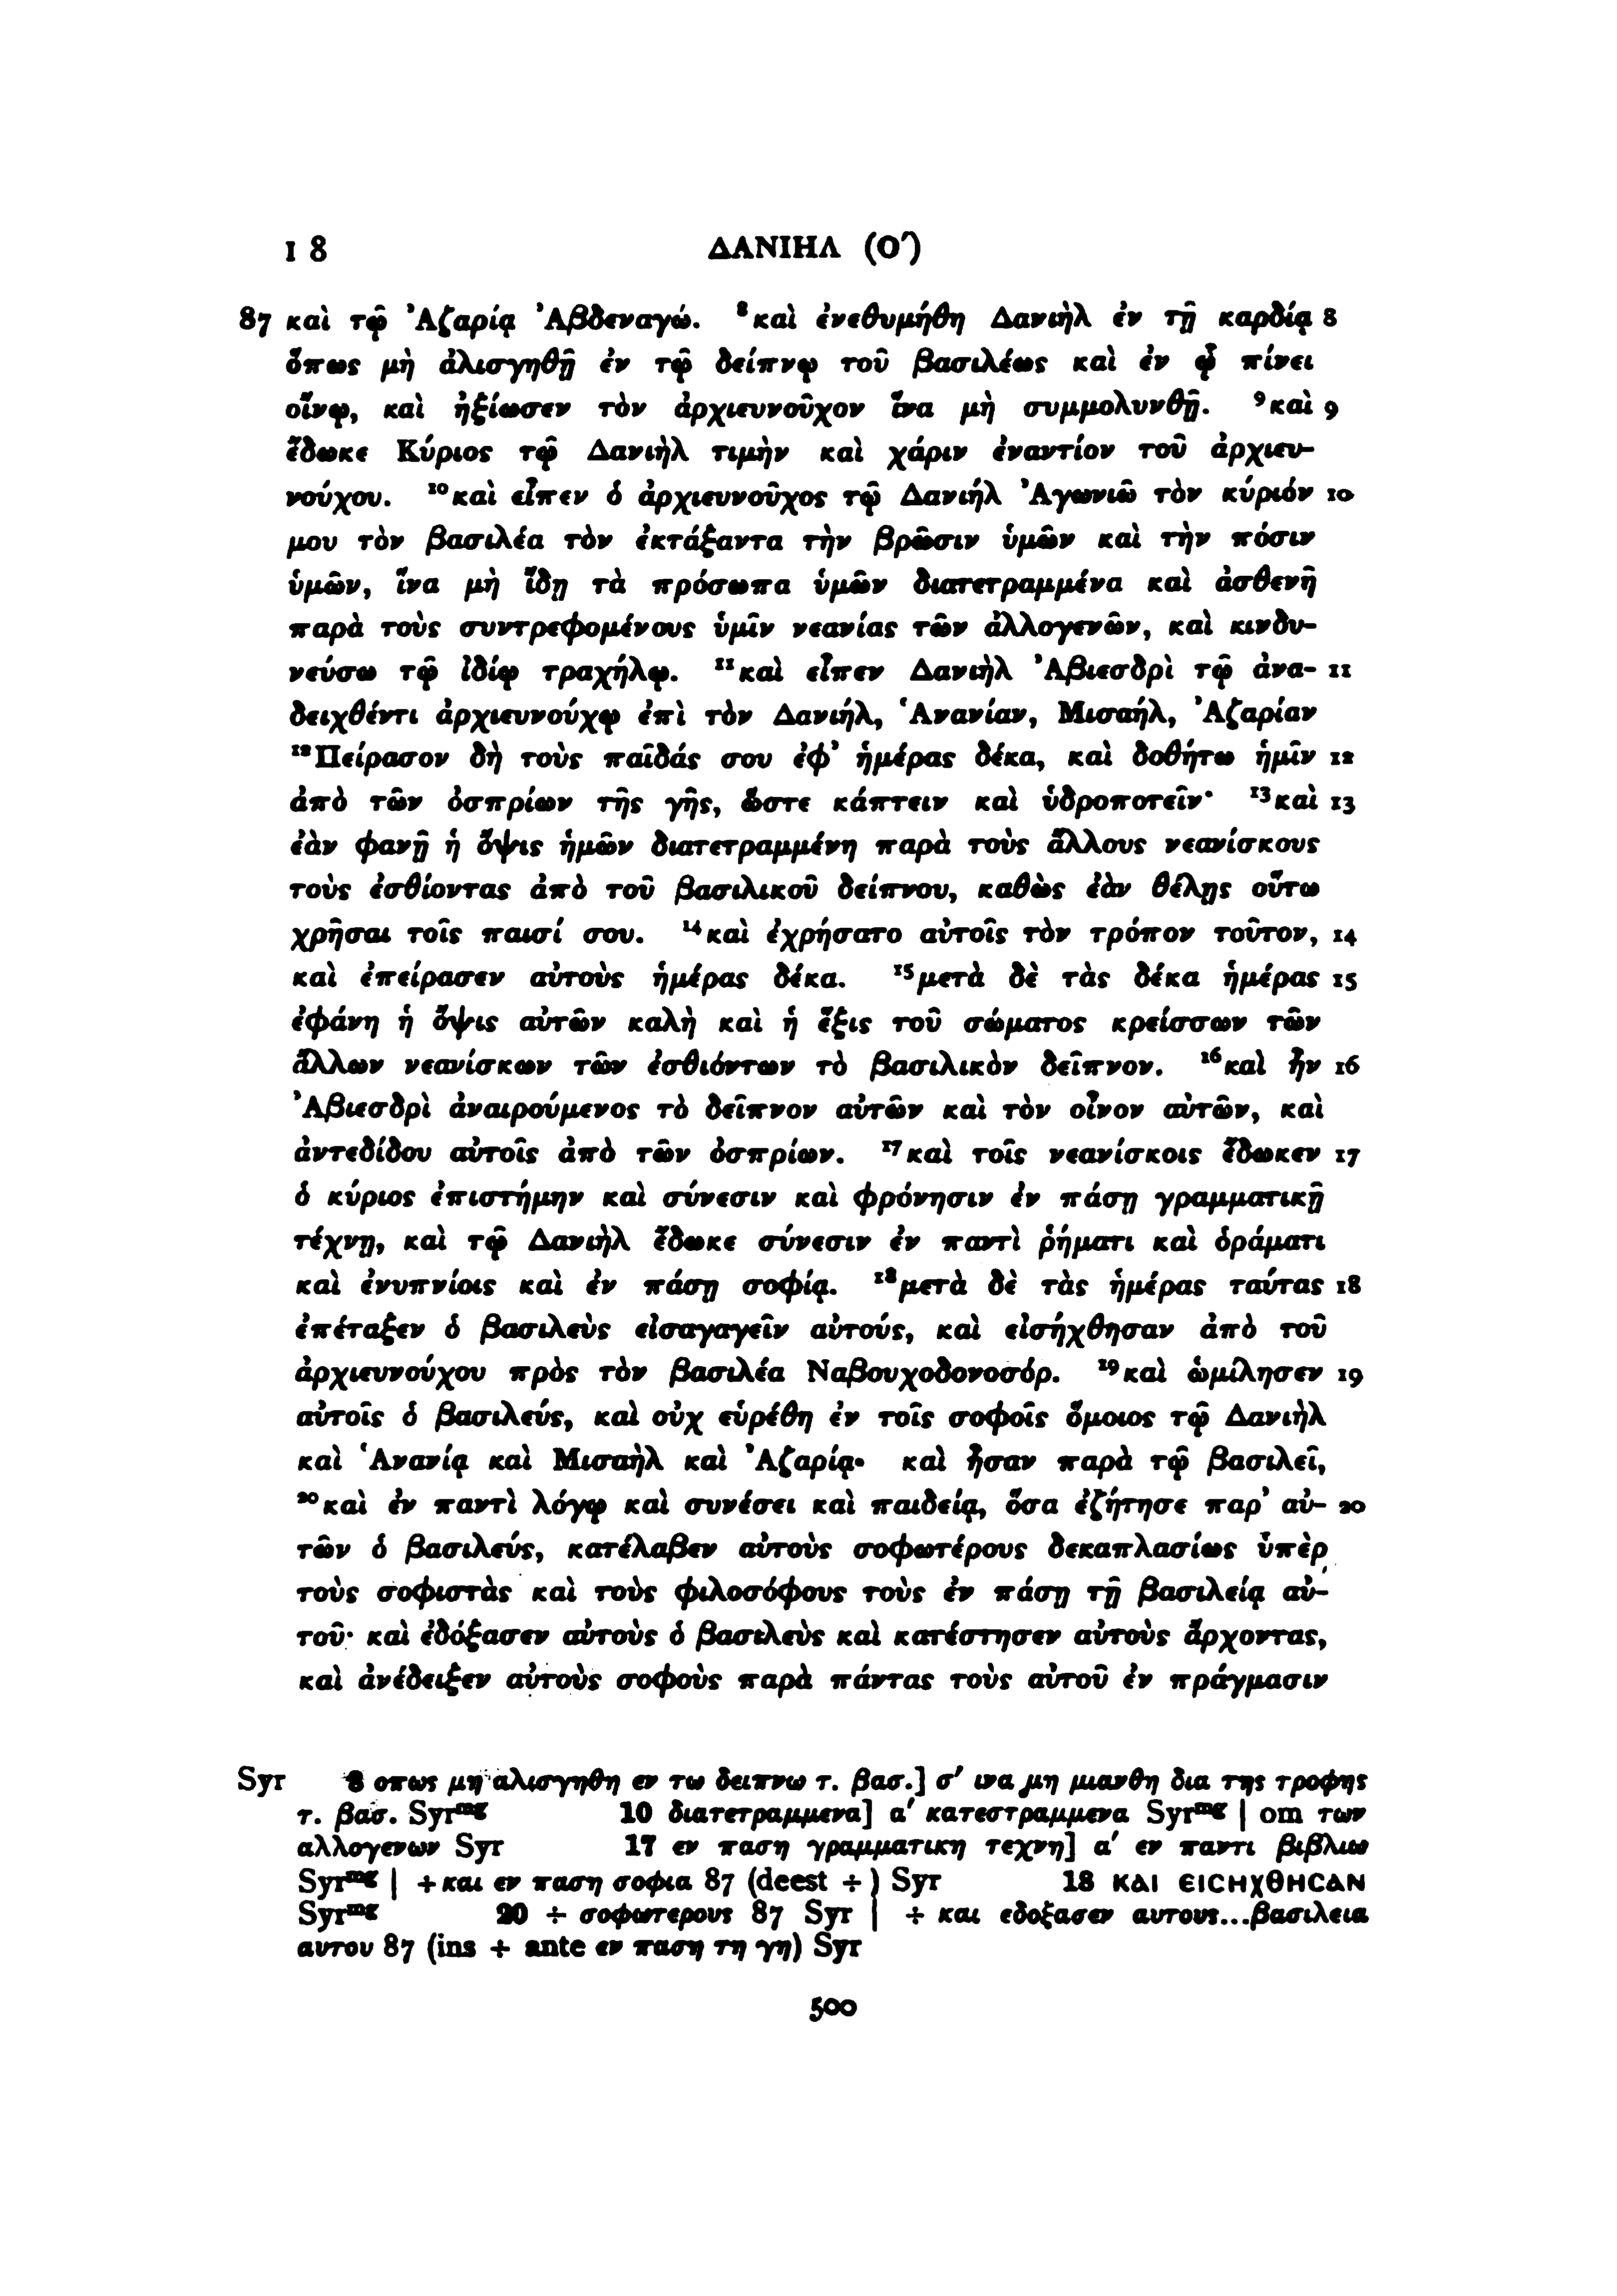 I 8 ΔΑΝΙΗΛ (Ο′)
87 καὶ τῷ Ἀζαρίᾳ Ἀβδεναγώ. ⁸καὶ ἐνεθυμήθη Δανιὴλ ἐν τῇ καρδίᾳ 8
ὅπως μὴ ἀλισγηθῇ ἐν τῷ δείπνῳ τοῦ βασιλέως καὶ ἐν ᾧ πίνει
οἴνῳ, καὶ ἠξίωσεν τὸν ἀρχιευνοῦχον ἵνα μὴ συμμολυνθῇ. ⁹καὶ 9
ἔδωκε Κύριος τῷ Δανιὴλ τιμὴν καὶ χάριν ἐναντίον τοῦ ἀρχιευ-
νούχου. ¹⁰καὶ εἶπεν ὁ ἀρχιευνοῦχος τῷ Δανιήλ Ἀγωνιῶ τὸν κύριόν 10
μου τὸν βασιλέα τὸν ἐκτάξαντα τὴν βρῶσιν ὑμῶν καὶ τὴν πόσιν
ὑμῶν, ἵνα μὴ ἴδῃ τὰ πρόσωπα ὑμῶν διατετραμμένα καὶ ἀσθενῆ
παρὰ τοὺς συντρεφομένους ὑμῖν νεανίας τῶν ἀλλογενῶν, καὶ κινδυ-
νεύσω τῷ ἰδίῳ τραχήλῳ. ¹¹καὶ εἶπεν Δανιὴλ Ἀβιεσδρὶ τῷ ἀνα- 11
δειχθέντι ἀρχιευνούχῳ ἐπὶ τὸν Δανιήλ, Ἁνανίαν, Μισαήλ, Ἀζαρίαν
¹²Πείρασον δὴ τοὺς παῖδάς σου ἐφ᾽ ἡμέρας δέκα, καὶ δοθήτω ἡμῖν 12
ἀπὸ τῶν ὀσπρίων τῆς γῆς, ὥστε κάπτειν καὶ ὑδροποτεῖν· ¹³καὶ 13
ἐὰν φανῇ ἡ ὄψις ἡμῶν διατετραμμένη παρὰ τοὺς ἄλλους νεανίσκους
τοὺς ἐσθίοντας ἀπὸ τοῦ βασιλικοῦ δείπνου, καθὼς ἐὰν θέλῃς οὕτω
χρῆσαι τοῖς παισί σου. ¹⁴καὶ ἐχρήσατο αὐτοῖς τὸν τρόπον τοῦτον, 14
καὶ ἐπείρασεν αὐτοὺς ἡμέρας δέκα. ¹⁵μετὰ δὲ τὰς δέκα ἡμέρας 15
ἐφάνη ἡ ὄψις αὐτῶν καλὴ καὶ ἡ ἕξις τοῦ σώματος κρείσσων τῶν
ἄλλων νεανίσκων τῶν ἐσθιόντων τὸ βασιλικὸν δεῖπνον. ¹⁶καὶ ἦν 16
Ἀβιεσδρὶ ἀναιρούμενος τὸ δεῖπνον αὐτῶν καὶ τὸν οἶνον αὐτῶν, καὶ
ἀντεδίδου αὐτοῖς ἀπὸ τῶν ὀσπρίων. ¹⁷καὶ τοῖς νεανίσκοις ἔδωκεν 17
ὁ κύριος ἐπιστήμην καὶ σύνεσιν καὶ φρόνησιν ἐν πάσῃ γραμματικῇ
τέχνῃ, καὶ τῷ Δανιὴλ ἔδωκε σύνεσιν ἐν παντὶ ῥήματι καὶ ὁράματι
καὶ ἐνυπνίοις καὶ ἐν πάσῃ σοφίᾳ. ¹⁸μετὰ δὲ τὰς ἡμέρας ταύτας 18
ἐπέταξεν ὁ βασιλεὺς εἰσαγαγεῖν αὐτούς, καὶ εἰσήχθησαν ἀπὸ τοῦ
ἀρχιευνούχου πρὸς τὸν βασιλέα Ναβουχοδονοσόρ. ¹⁹καὶ ὡμίλησεν 19
αὐτοῖς ὁ βασιλεύς, καὶ οὐχ εὑρέθη ἐν τοῖς σοφοῖς ὅμοιος τῷ Δανιὴλ
καὶ Ἁνανίᾳ καὶ Μισαὴλ καὶ Ἀζαρίᾳ· καὶ ἦσαν παρὰ τῷ βασιλεῖ,
²⁰καὶ ἐν παντὶ λόγῳ καὶ συνέσει καὶ παιδείᾳ, ὅσα ἐζήτησε παρ᾽ αὐ- 20
τῶν ὁ βασιλεύς, κατέλαβεν αὐτοὺς σοφωτέρους δεκαπλασίως ὑπὲρ
τοὺς σοφιστὰς καὶ τοὺς φιλοσόφους τοὺς ἐν πάσῃ τῇ βασιλείᾳ αὐ-
τοῦ· καὶ ἐδόξασεν αὐτοὺς ὁ βασιλεὺς καὶ κατέστησεν αὐτοὺς ἄρχοντας,
καὶ ἀνέδειξεν αὐτοὺς σοφοὺς παρὰ πάντας τοὺς αὐτοῦ ἐν πράγμασιν
Syr 8 οπως μη αλισγηθη εν τω δειπνω τ. βασ.] σ′ ινα μη μιανθη δια της τροφης
τ. βασ. Syrᵐᵍ 10 διατετραμμενα] α′ κατεστραμμενα Syrᵐᵍ | om των
αλλογενων Syr 17 εν παση γραμματικη τεχνη] α′ εν παντι βιβλιω
Syrᵐᵍ | ÷ και εν παση σοφια 87 (deest ÷) Syr 18 ΚΑΙ ΕΙCΗΧΘΗCΑΝ
Syrᵐᵍ 20 ÷ σοφωτερους 87 Syr | ÷ και εδοξασεν αυτους...βασιλεια
αυτου 87 (ins ÷ ante εν παση τη γη) Syr
500